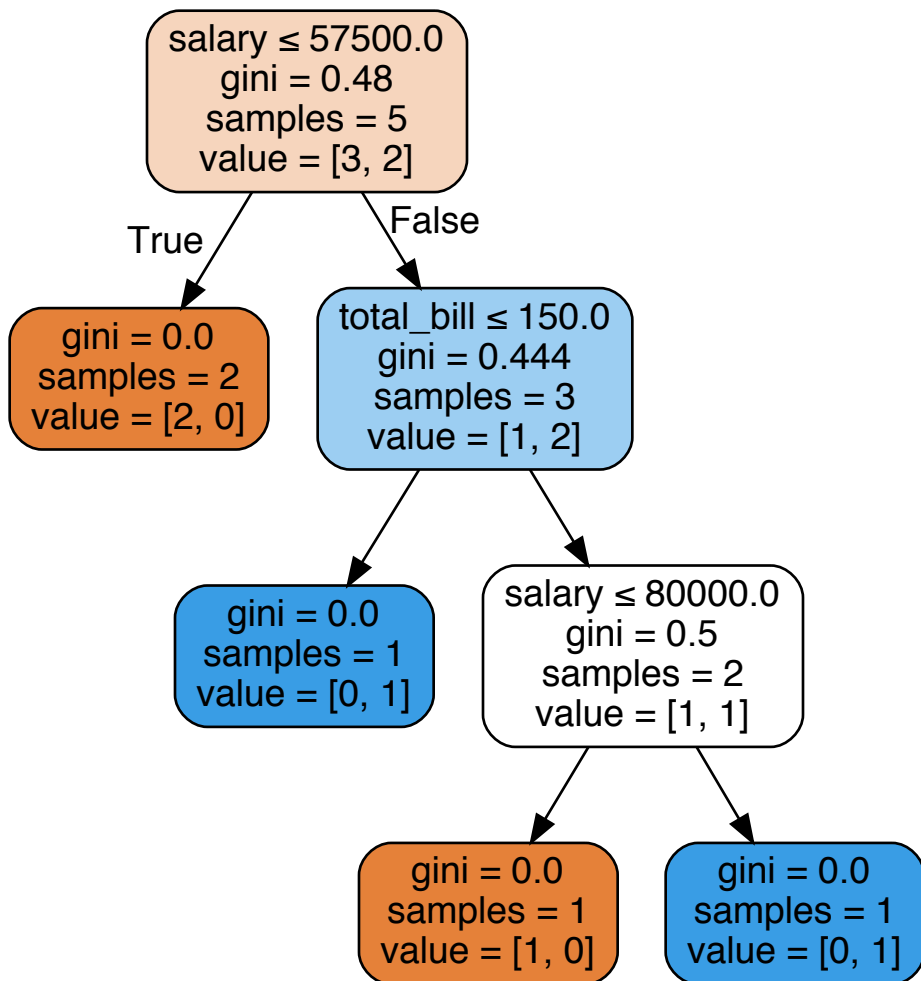 salary ≤ 57500.0
gini = 0.48
samples = 5
value = [3, 2]
True
False
gini = 0.0
samples = 2
value = [2, 0]
total_bill ≤ 150.0
gini = 0.444
samples = 3
value = [1, 2]
gini = 0.0
samples = 1
value = [0, 1]
salary ≤ 80000.0
gini = 0.5
samples = 2
value = [1, 1]
gini = 0.0
samples = 1
value = [1, 0]
gini = 0.0
samples = 1
value = [0, 1]